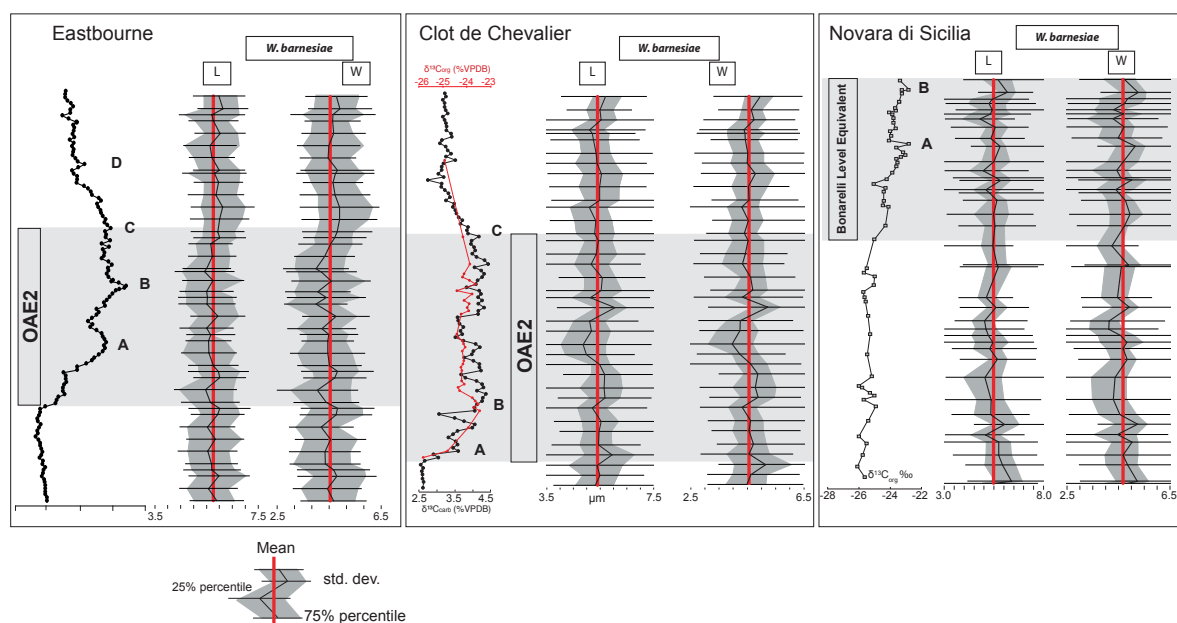 Eastbourne
W. barnesiae
L
W
D
C
B
A
OAE2
3.5
7.5
2.5
6.5
Clot de Chevalier
W. barnesiae
δ¹³Corg (%VPDB)
-26 -25 -24 -23
L
W
C
B
A
OAE2
2.5 3.5 4.5
δ¹³Ccarb (%VPDB)
3.5
µm
7.5
2.5
6.5
Novara di Sicilia
W. barnesiae
L
W
B
A
Bonarelli Level Equivalent
δ¹³Corg ‰
-28 -25 -22
3.0
8.0
2.5
6.5
Mean
std. dev.
25% percentile
75% percentile